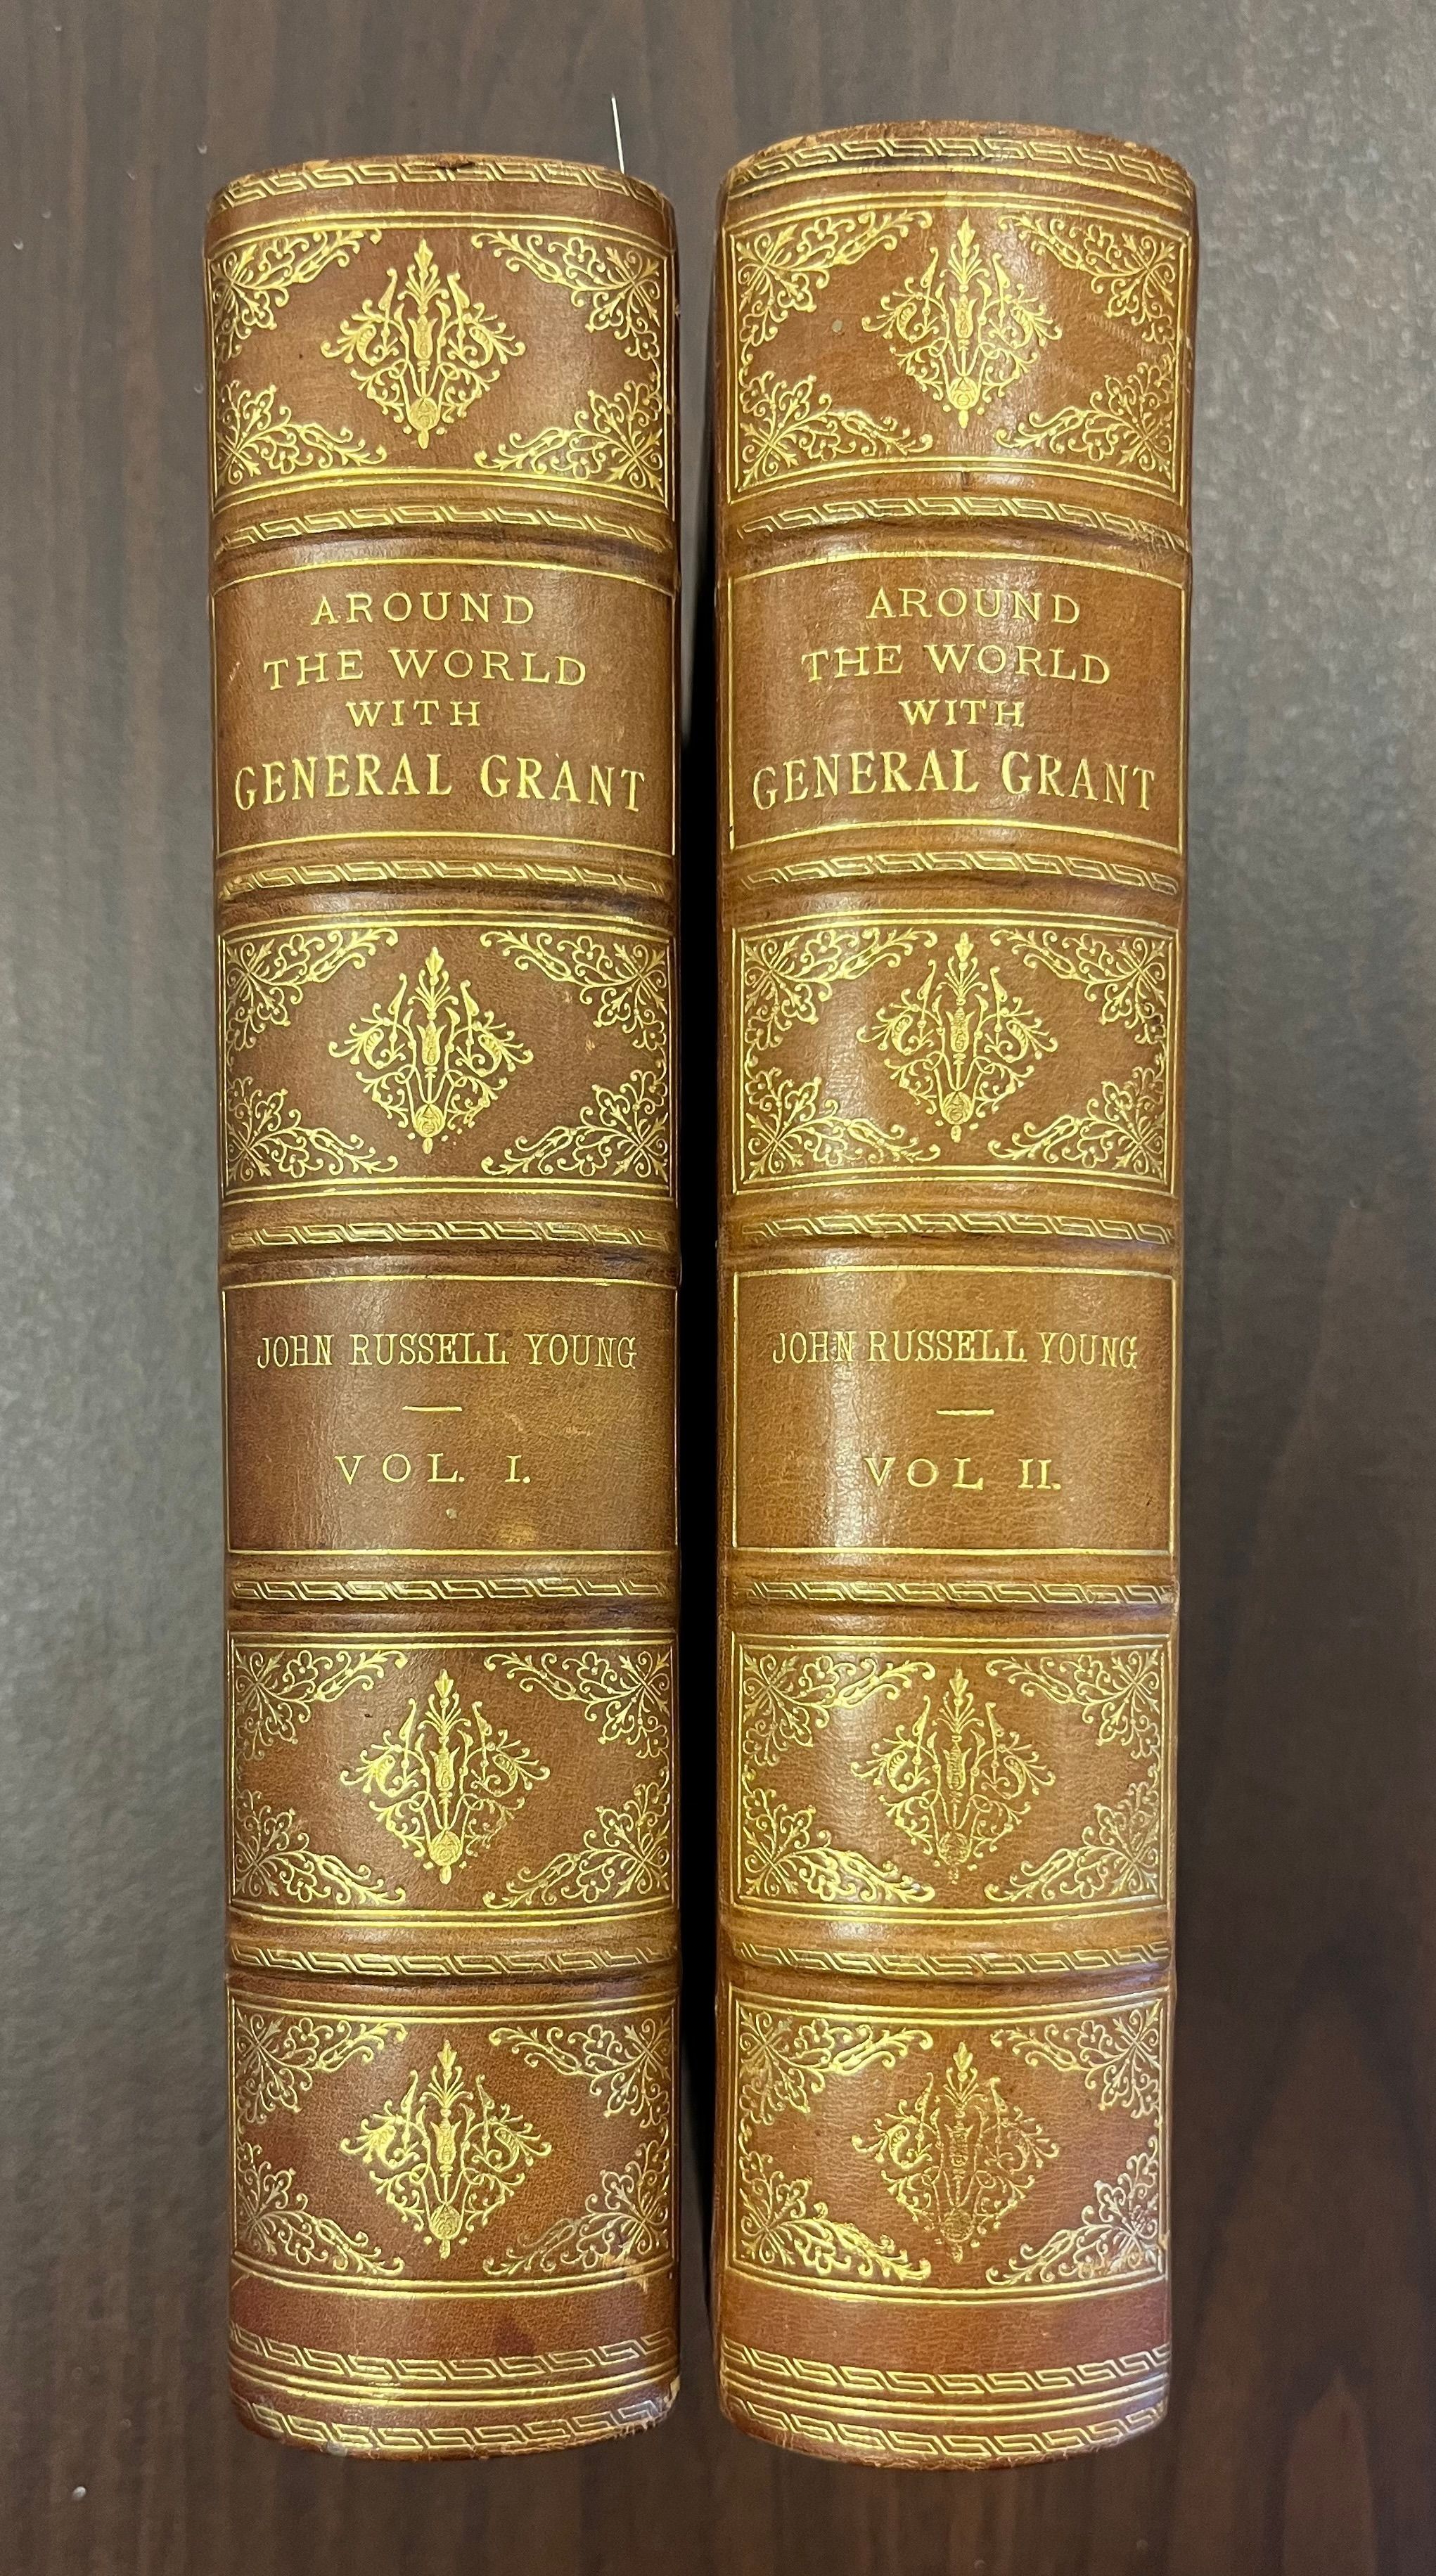 AROUND
THE WORLD
WITH
GENERAL GRANT
JOHN RUSSELL YOUNG
VOL. I.
AROUND
THE WORLD
WITH
GENERAL GRANT
JOHN RUSSELL YOUNG
VOL II.